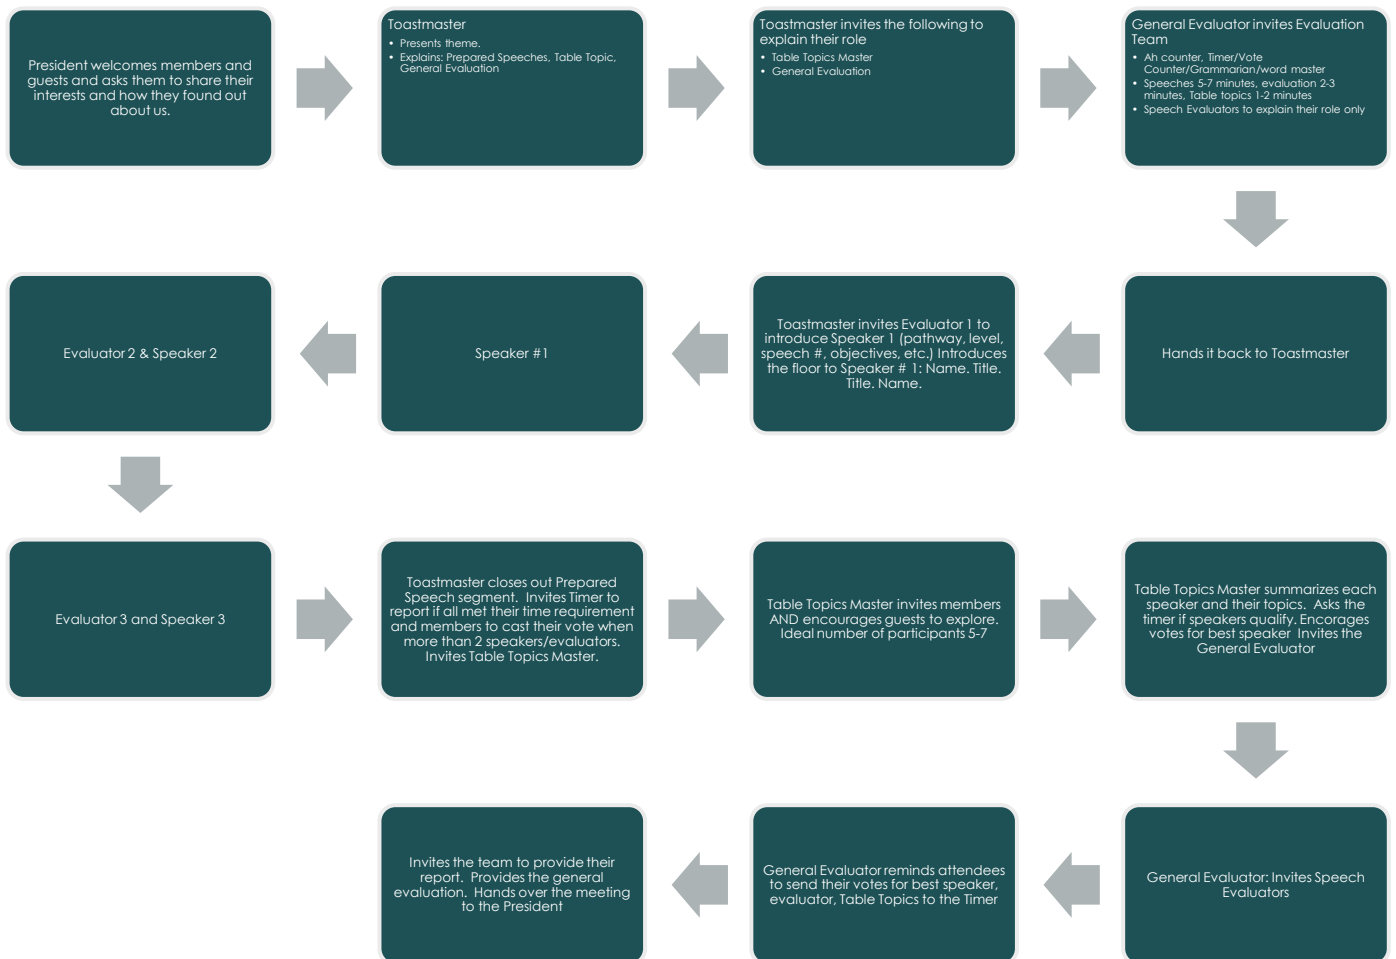 President welcomes members and
guests and asks them to share their
interests and how they found out
about us.
Toastmaster
• Presents theme.
• Explains: Prepared Speeches, Table Topic,
General Evaluation
Toastmaster invites the following to
explain their role
• Table Topics Master
• General Evaluation
General Evaluator invites Evaluation
Team
• Ah counter, Timer/Vote
Counter/Grammarian/word master
• Speeches 5-7 minutes, evaluation 2-3
minutes, Table topics 1-2 minutes
• Speech Evaluators to explain their role only
Hands it back to Toastmaster
Toastmaster invites Evaluator 1 to
introduce Speaker 1 (pathway, level,
speech #, objectives, etc.) Introduces
the floor to Speaker # 1: Name. Title.
Title. Name.
Speaker #1
Evaluator 2 & Speaker 2
Evaluator 3 and Speaker 3
Toastmaster closes out Prepared
Speech segment. Invites Timer to
report if all met their time requirement
and members to cast their vote when
more than 2 speakers/evaluators.
Invites Table Topics Master.
Table Topics Master invites members
AND encourages guests to explore.
Ideal number of participants 5-7
Table Topics Master summarizes each
speaker and their topics. Asks the
timer if speakers qualify. Encorages
votes for best speaker Invites the
General Evaluator
General Evaluator: Invites Speech
Evaluators
General Evaluator reminds attendees
to send their votes for best speaker,
evaluator, Table Topics to the Timer
Invites the team to provide their
report. Provides the general
evaluation. Hands over the meeting
to the President